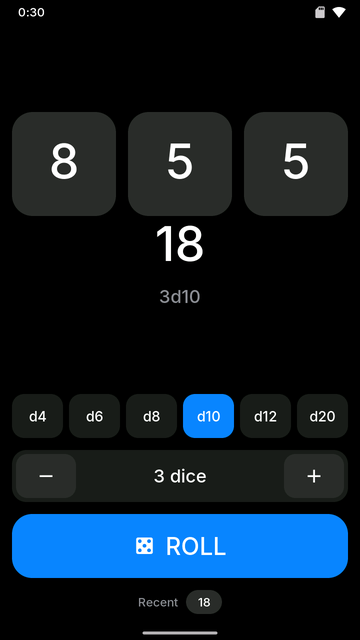 0:30
8 5 5
18
3d10
d4 d6 d8 d10 d12 d20
− 3 dice +
ROLL
Recent 18